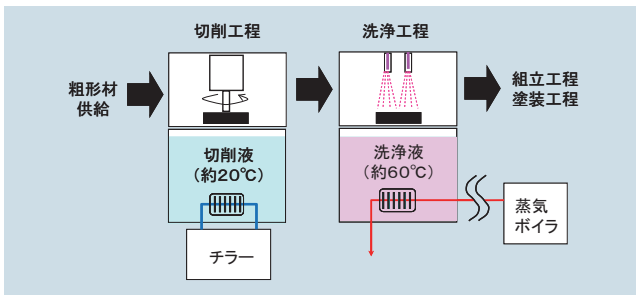 切削工程
洗浄工程
粗形材
供給
組立工程
塗装工程
切削液
(約20℃)
洗浄液
(約60℃)
チラー
蒸気
ボイラ